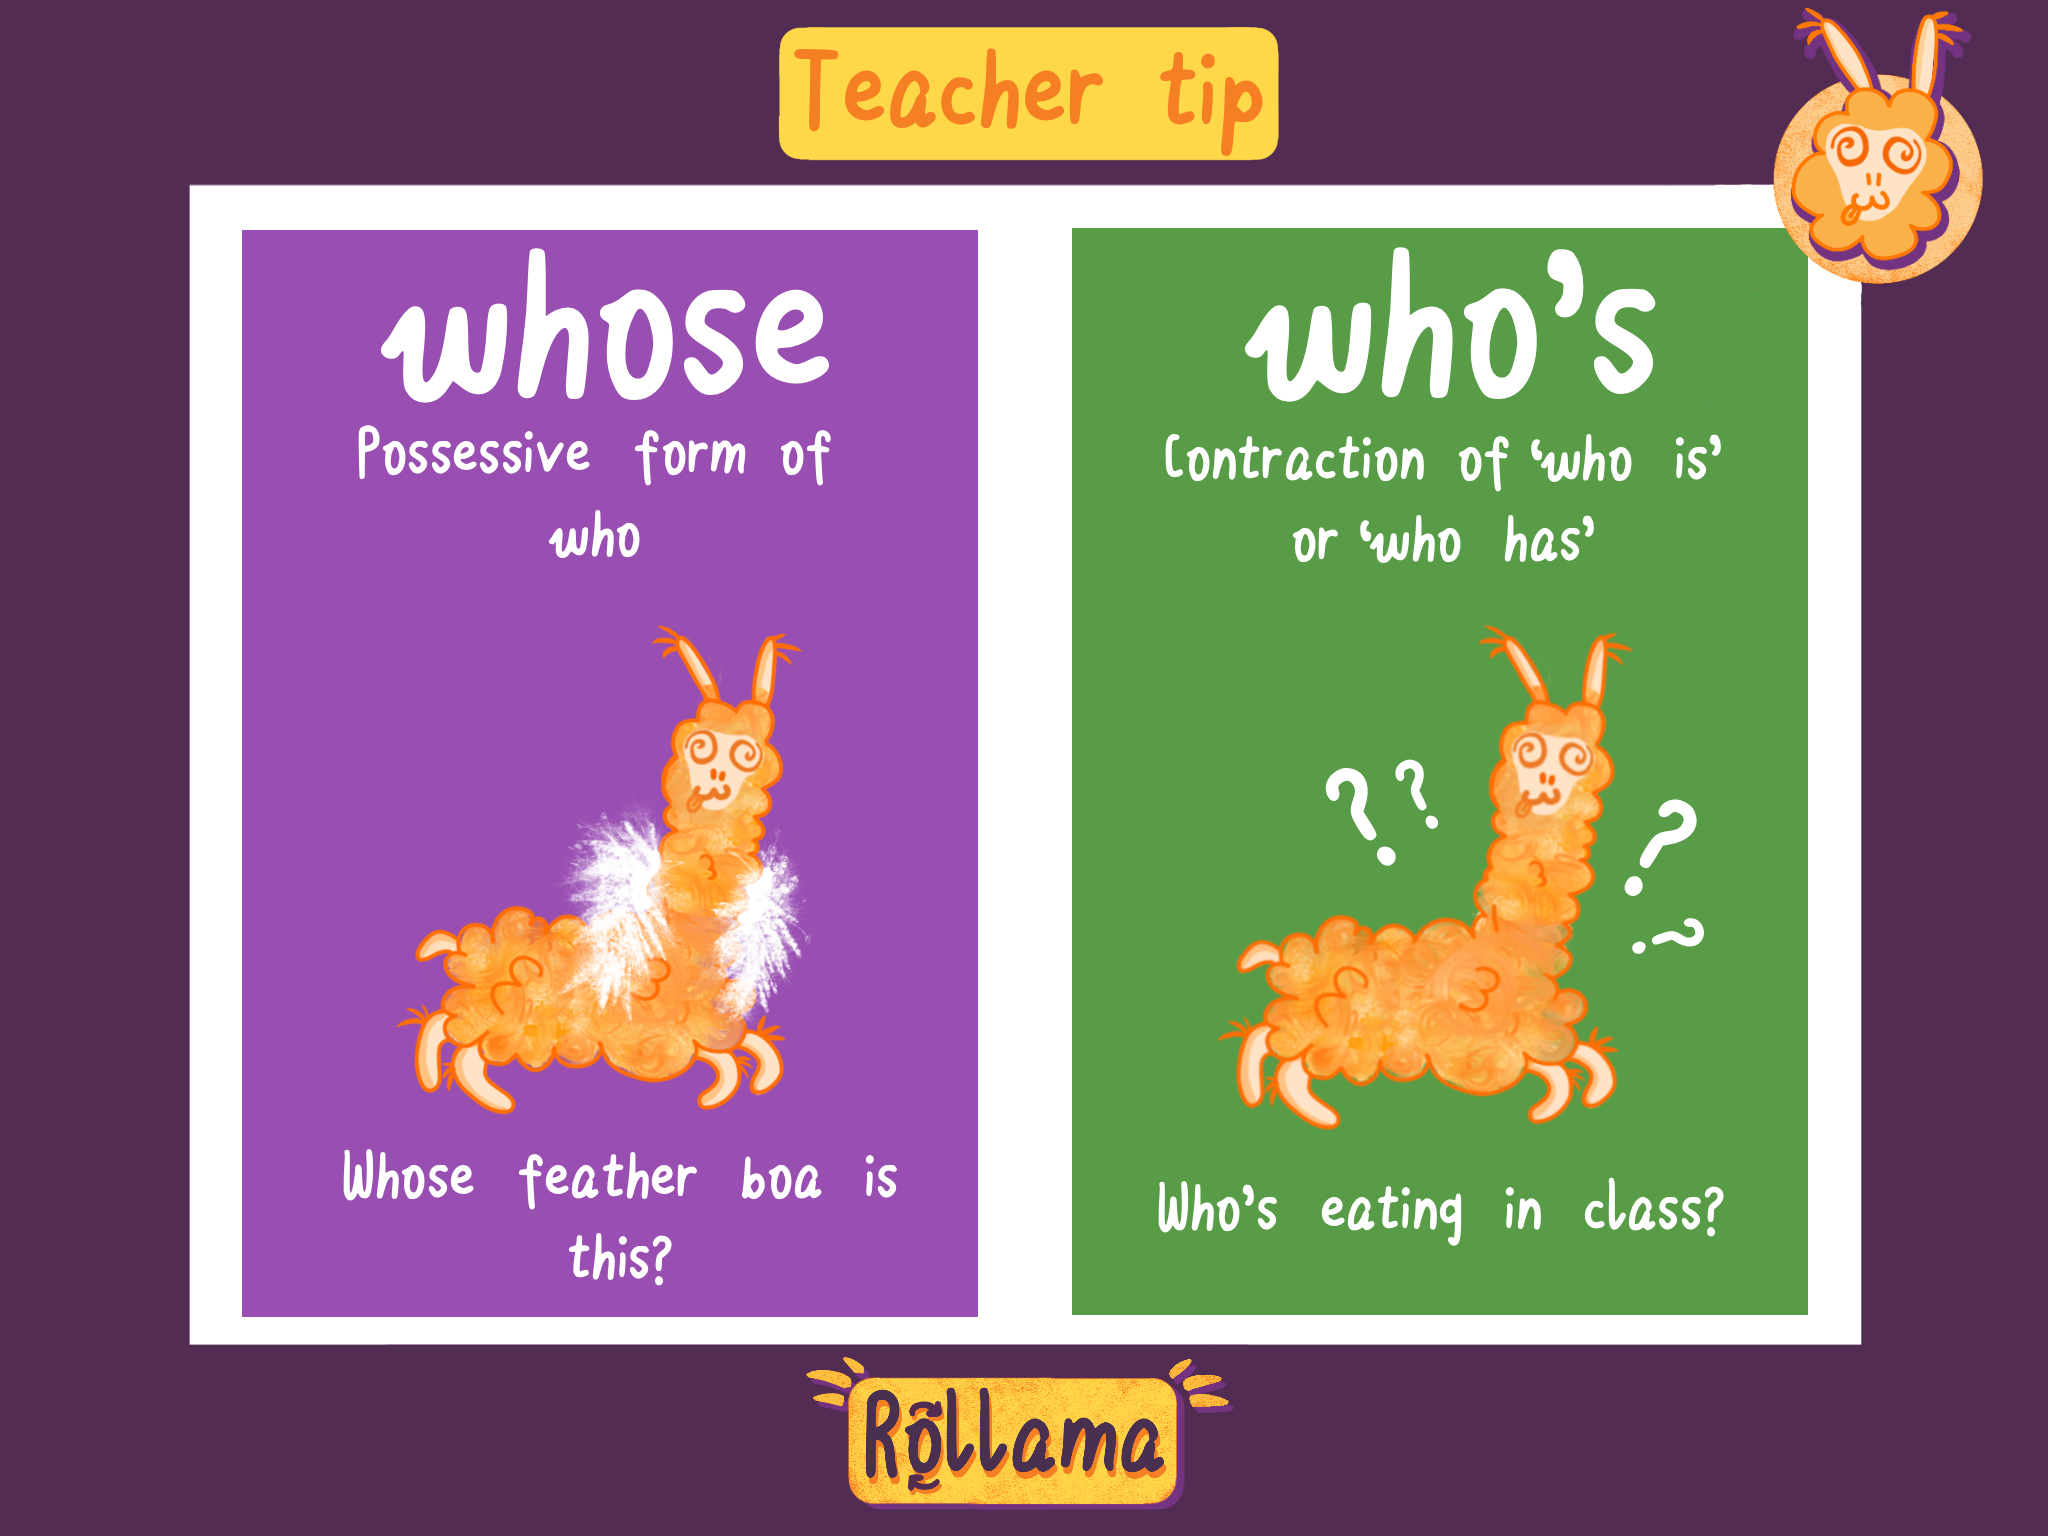 Teacher tip
whose
Possessive form of
who
Whose feather boa is
this?
who’s
Contraction of ‘who is’
or ‘who has’
? ? ? ?
Who’s eating in class?
Rollama